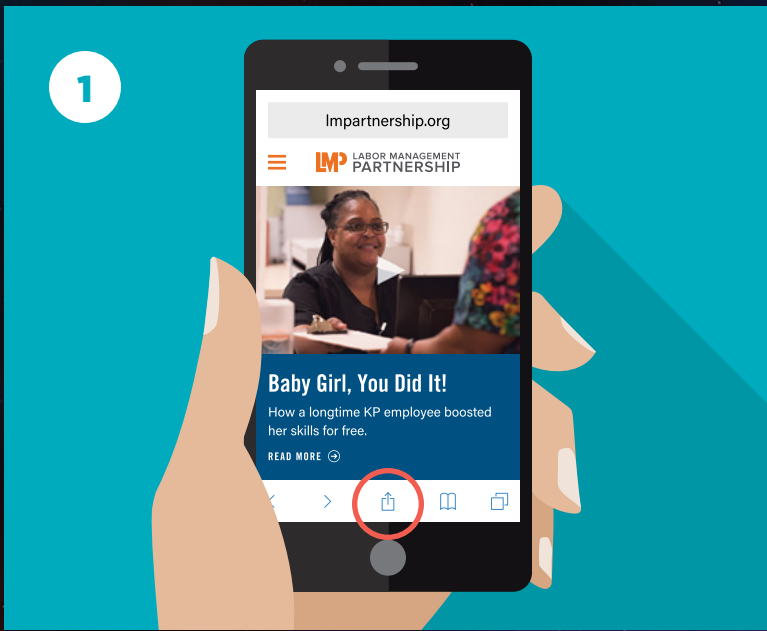 1
lmpartnership.org
LMP LABOR MANAGEMENT
PARTNERSHIP
Baby Girl, You Did It!
How a longtime KP employee boosted
her skills for free.
READ MORE